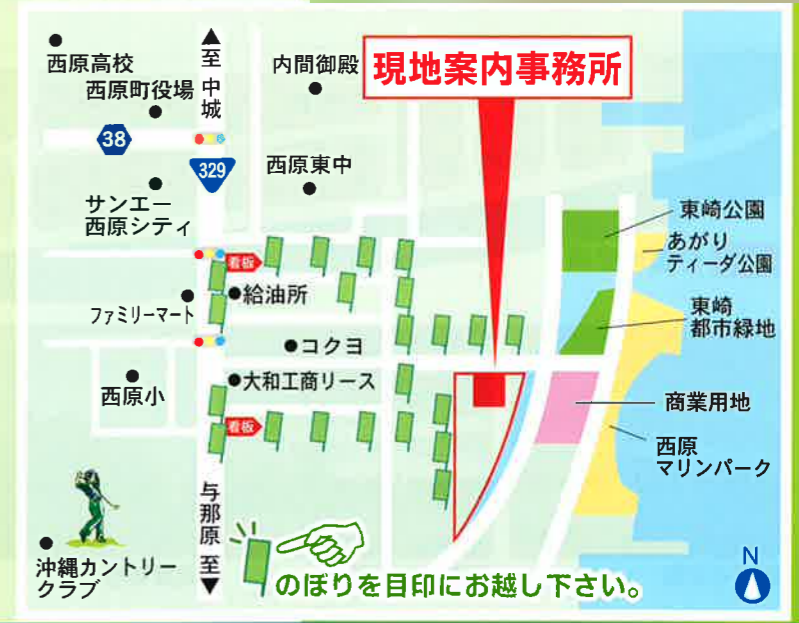 西原高校
西原町役場
▲至 中城
内間御殿
現地案内事務所
38
329
西原東中
サンエー
西原シティ
東崎公園
あがり
ティーダ公園
看板
給油所
ファミリーマート
東崎
都市緑地
コクヨ
大和工商リース
西原小
商業用地
看板
西原
マリンパーク
与那原 至▼
沖縄カントリー
クラブ
のぼりを目印にお越し下さい。
N